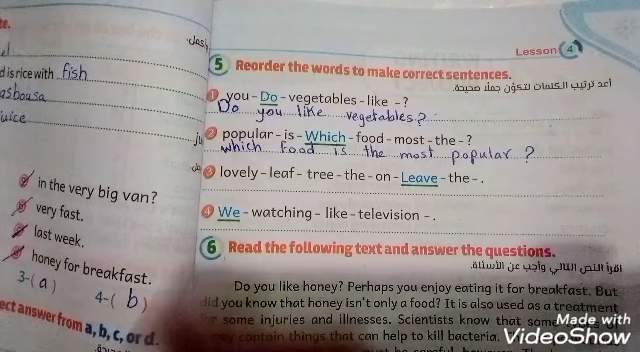 te.
Lesson 4
el
5 Reorder the words to make correct sentences.
أعد ترتيب الكلمات لتكوّن جملًا صحيحة.
d is rice with fish
1 you - Do - vegetables - like - ?
Do you like vegetables?
asbousa
uice
2 popular - is - Which - food - most - the - ?
which food is the most popular ?
3 lovely - leaf - tree - the - on - Leave - the - .
in the very big van?
4 We - watching - like - television - .
very fast.
last week.
6 Read the following text and answer the questions.
اقرأ النص التالي وأجب عن الأسئلة.
honey for breakfast.
3-(a)
4-( b )
Do you like honey? Perhaps you enjoy eating it for breakfast. But
did you know that honey isn't only a food? It is also used as a treatment
some injuries and illnesses. Scientists know that some
contain things that can help to kill bacteria.
ect answer from a, b, c, or d.
Made with
VideoShow